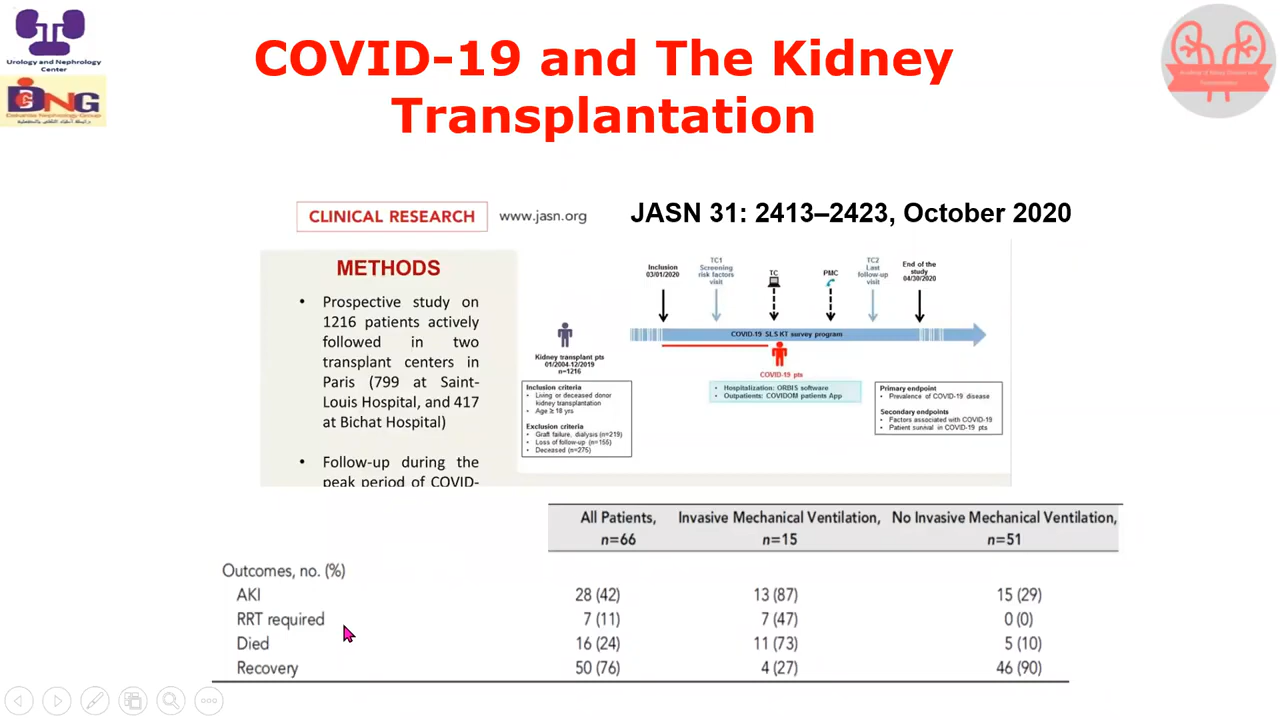 Urology and Nephrology
Center
DNG
Dakahlia Nephrology Group
COVID-19 and The Kidney
Transplantation
CLINICAL RESEARCH www.jasn.org
JASN 31: 2413–2423, October 2020
METHODS
• Prospective study on
1216 patients actively
followed in two
transplant centers in
Paris (799 at Saint-
Louis Hospital, and 417
at Bichat Hospital)
• Follow-up during the
peak period of COVID-
Inclusion
03/01/2020
TC1
Screening
risk factors
visit
TC
PMC
TC2
Last
follow-up
visit
End of the
study
04/30/2020
COVID-19 SLS KT survey program
Kidney transplant pts
01/2004-12/2019
n=1216
COVID-19 pts
Inclusion criteria
• Living or deceased donor
kidney transplantation
• Age ≥ 18 yrs
Exclusion criteria
• Graft failure, dialysis (n=219)
• Loss of follow-up (n=155)
• Deceased (n=275)
• Hospitalization: ORBIS software
• Outpatients: COVIDOM patients App
Primary endpoint
• Prevalence of COVID-19 disease
Secondary endpoints
• Factors associated with COVID-19
• Patient survival in COVID-19 pts
All Patients, Invasive Mechanical Ventilation, No Invasive Mechanical Ventilation,
n=66 n=15 n=51
Outcomes, no. (%)
AKI 28 (42) 13 (87) 15 (29)
RRT required 7 (11) 7 (47) 0 (0)
Died 16 (24) 11 (73) 5 (10)
Recovery 50 (76) 4 (27) 46 (90)